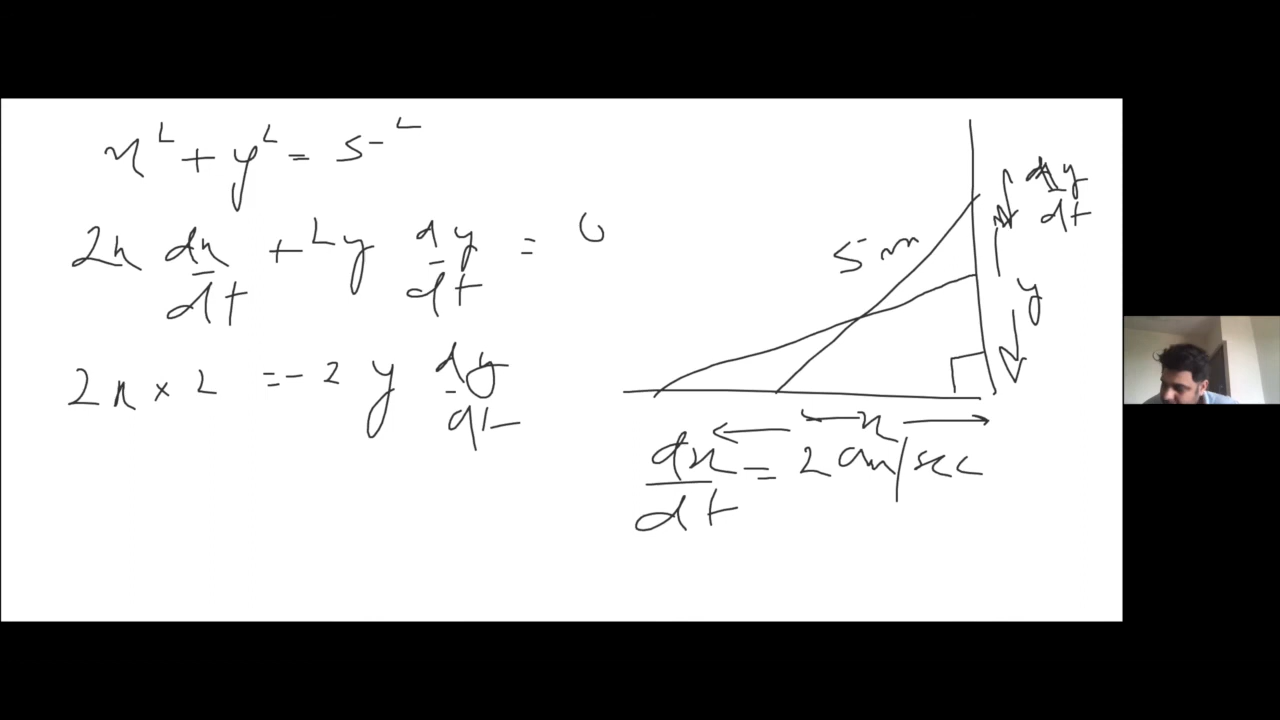 x² + y² = 5²
2x dx/dt + 2y dy/dt = 0
2x × 2 = -2 y dy/dt
5 m
dy/dt
y
x
dx/dt = 2 cm/sec